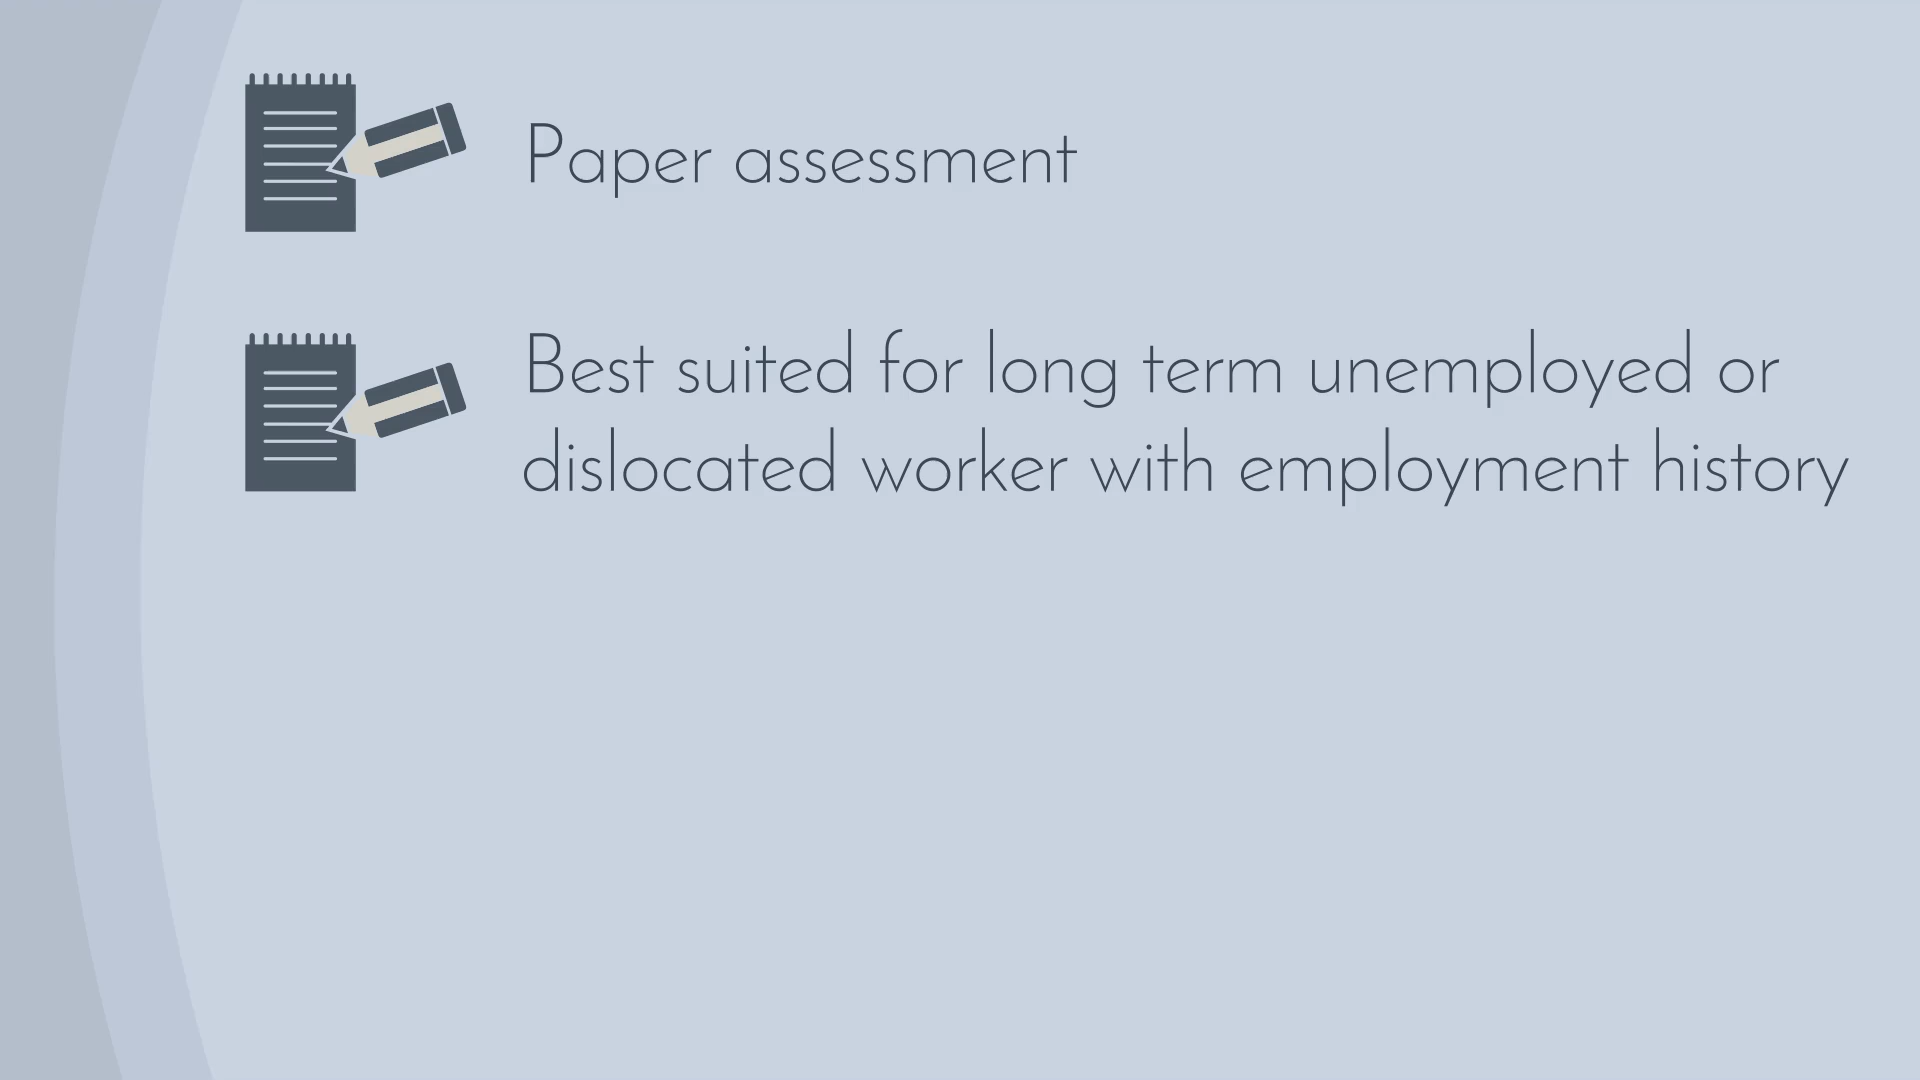 Paper assessment
Best suited for long term unemployed or
dislocated worker with employment history